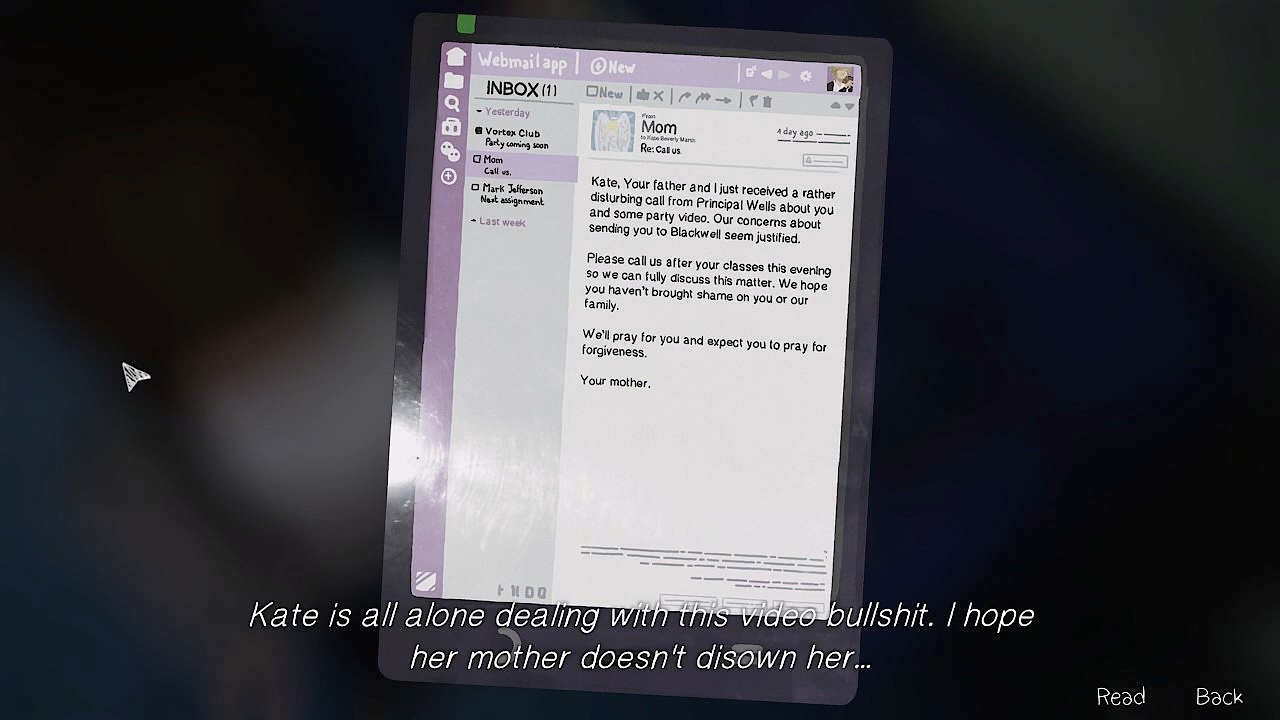 Webmail app
New
INBOX (1)
Yesterday
Vortex Club
Party coming soon
Mom
Call us.
Mark Jefferson
Next assignment
Last week
New
From
Mom
to Kate Beverly Marsh
Re: Call us.
1 day ago
Kate, Your father and I just received a rather
disturbing call from Principal Wells about you
and some party video. Our concerns about
sending you to Blackwell seem justified.
Please call us after your classes this evening
so we can fully discuss this matter. We hope
you haven't brought shame on you or our
family.
We'll pray for you and expect you to pray for
forgiveness.
Your mother.
Kate is all alone dealing with this video bullshit. I hope
her mother doesn't disown her...
Read
Back